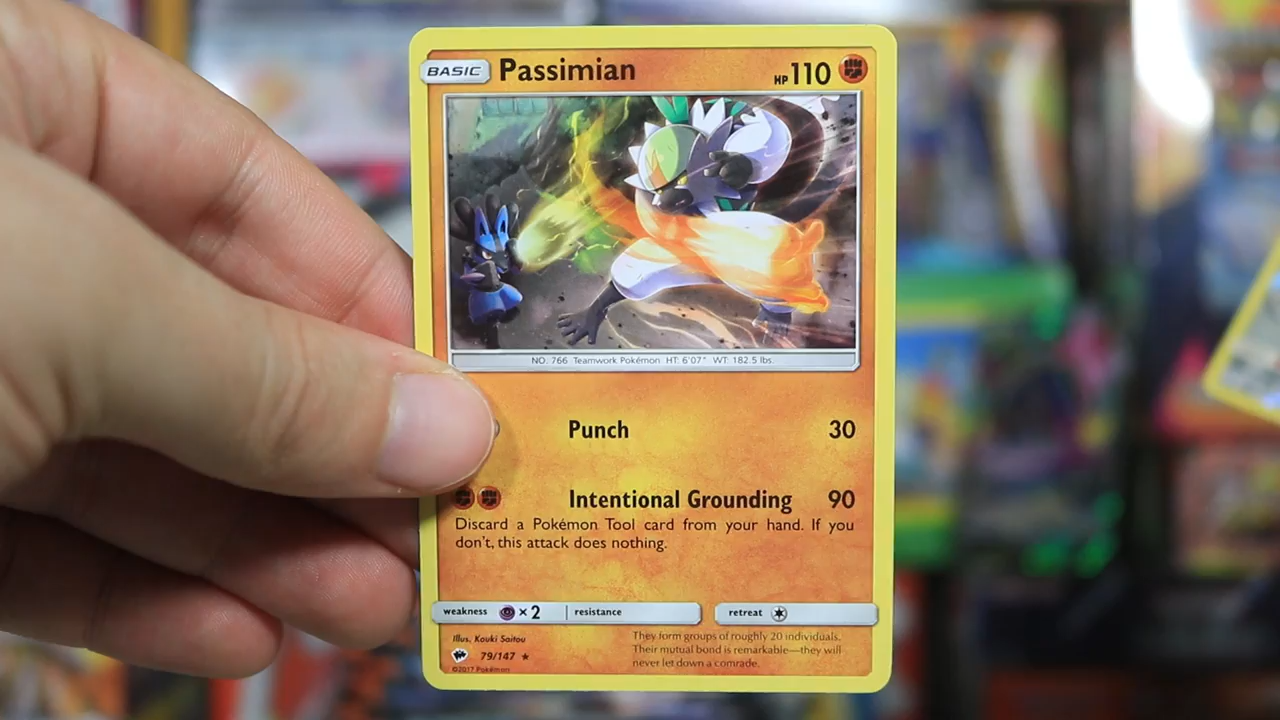 BASIC Passimian HP 110
NO. 766 Teamwork Pokémon HT: 6'07" WT: 182.5 lbs.
Punch 30
Intentional Grounding 90
Discard a Pokémon Tool card from your hand. If you
don't, this attack does nothing.
weakness ×2 resistance retreat
Illus. Kouki Saitou
79/147 ★
©2017 Pokémon
They form groups of roughly 20 individuals.
Their mutual bond is remarkable—they will
never let down a comrade.